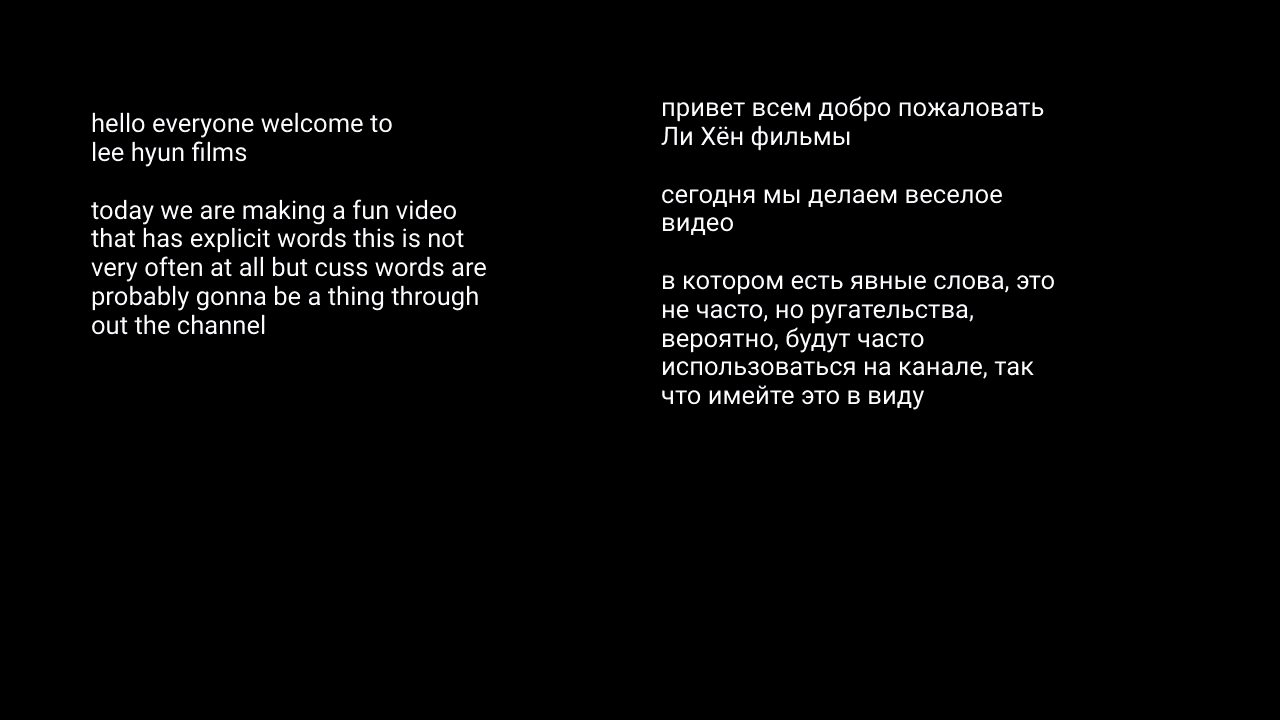 hello everyone welcome to
lee hyun films
today we are making a fun video
that has explicit words this is not
very often at all but cuss words are
probably gonna be a thing through
out the channel
привет всем добро пожаловать
Ли Хён фильмы
сегодня мы делаем веселое
видео
в котором есть явные слова, это
не часто, но ругательства,
вероятно, будут часто
использоваться на канале, так
что имейте это в виду